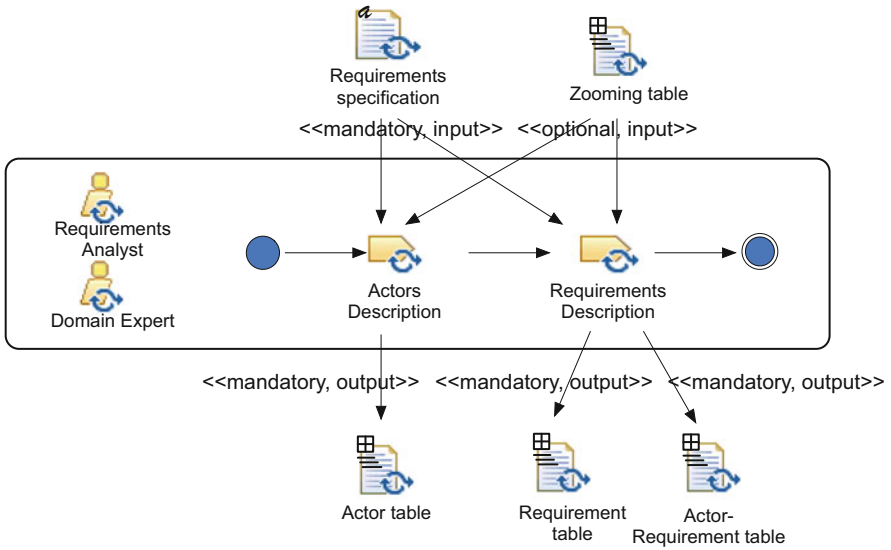 a
Requirements
specification
Zooming table
<<mandatory, input>>
<<optional, input>>
Requirements
Analyst
Domain Expert
Actors
Description
Requirements
Description
<<mandatory, output>>
<<mandatory, output>>
<<mandatory, output>>
Actor table
Requirement
table
Actor-
Requirement table